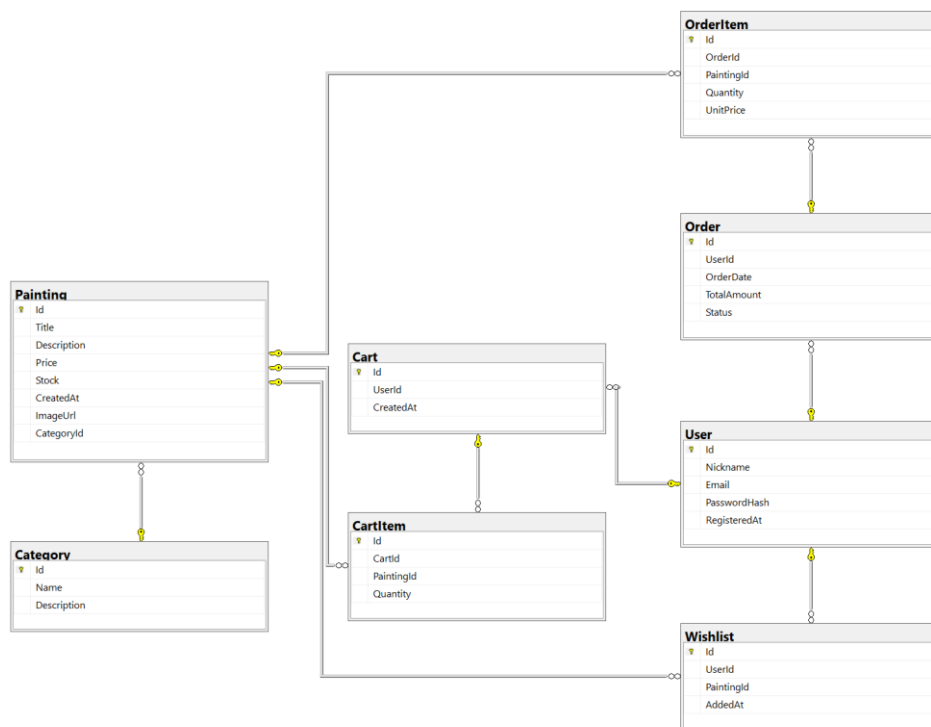 OrderItem
Id
OrderId
PaintingId
Quantity
UnitPrice
Order
Id
UserId
OrderDate
TotalAmount
Status
Painting
Id
Title
Description
Price
Stock
CreatedAt
ImageUrl
CategoryId
Cart
Id
UserId
CreatedAt
User
Id
Nickname
Email
PasswordHash
RegisteredAt
CartItem
Id
CartId
PaintingId
Quantity
Category
Id
Name
Description
Wishlist
Id
UserId
PaintingId
AddedAt